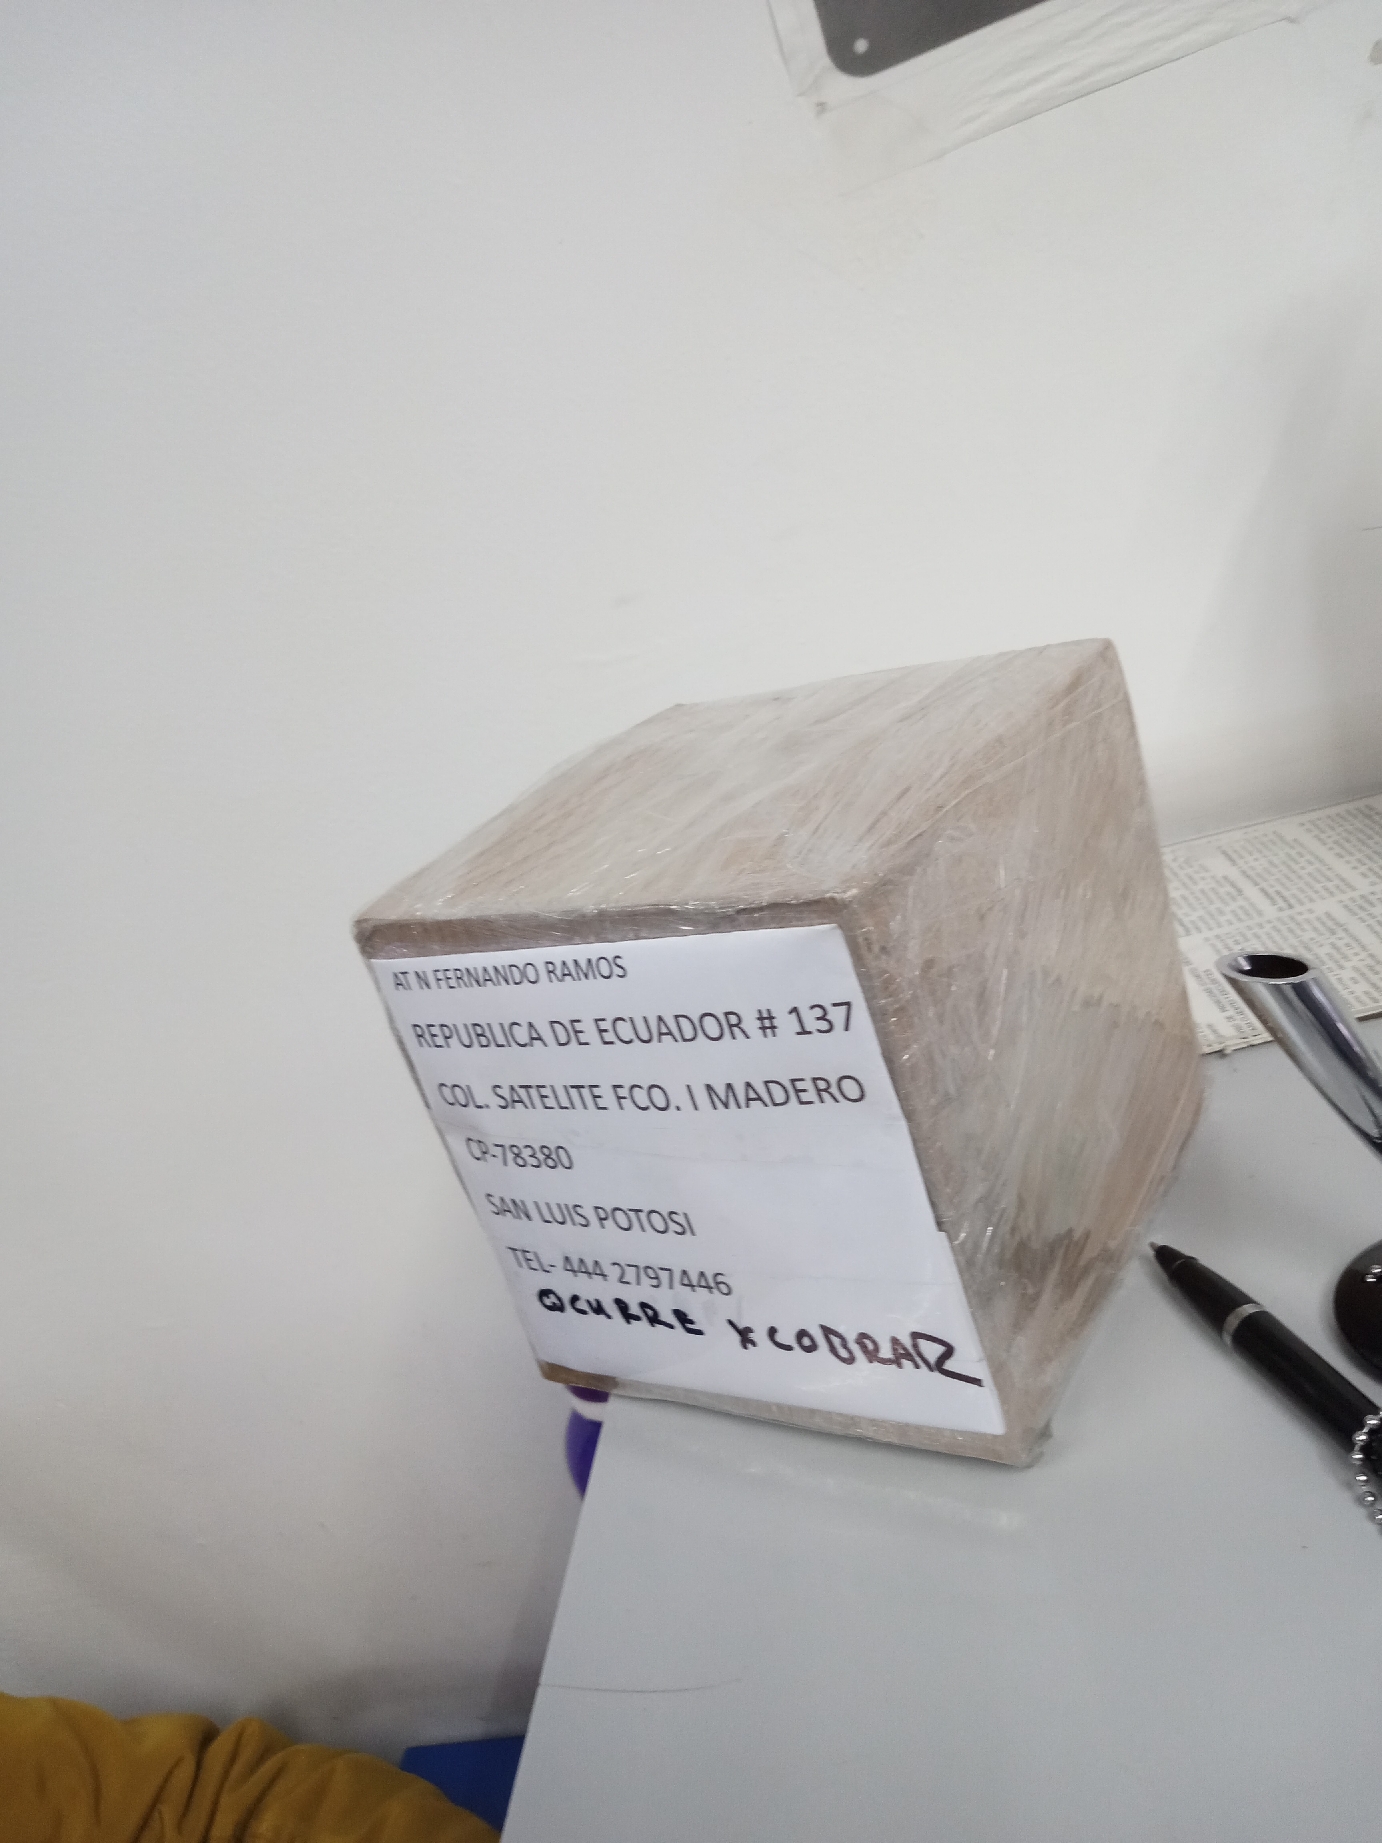 AT N FERNANDO RAMOS
REPUBLICA DE ECUADOR # 137
COL. SATELITE FCO. I MADERO
CP-78380
SAN LUIS POTOSI
TEL- 444 2797446
OCURRE X COBRAR